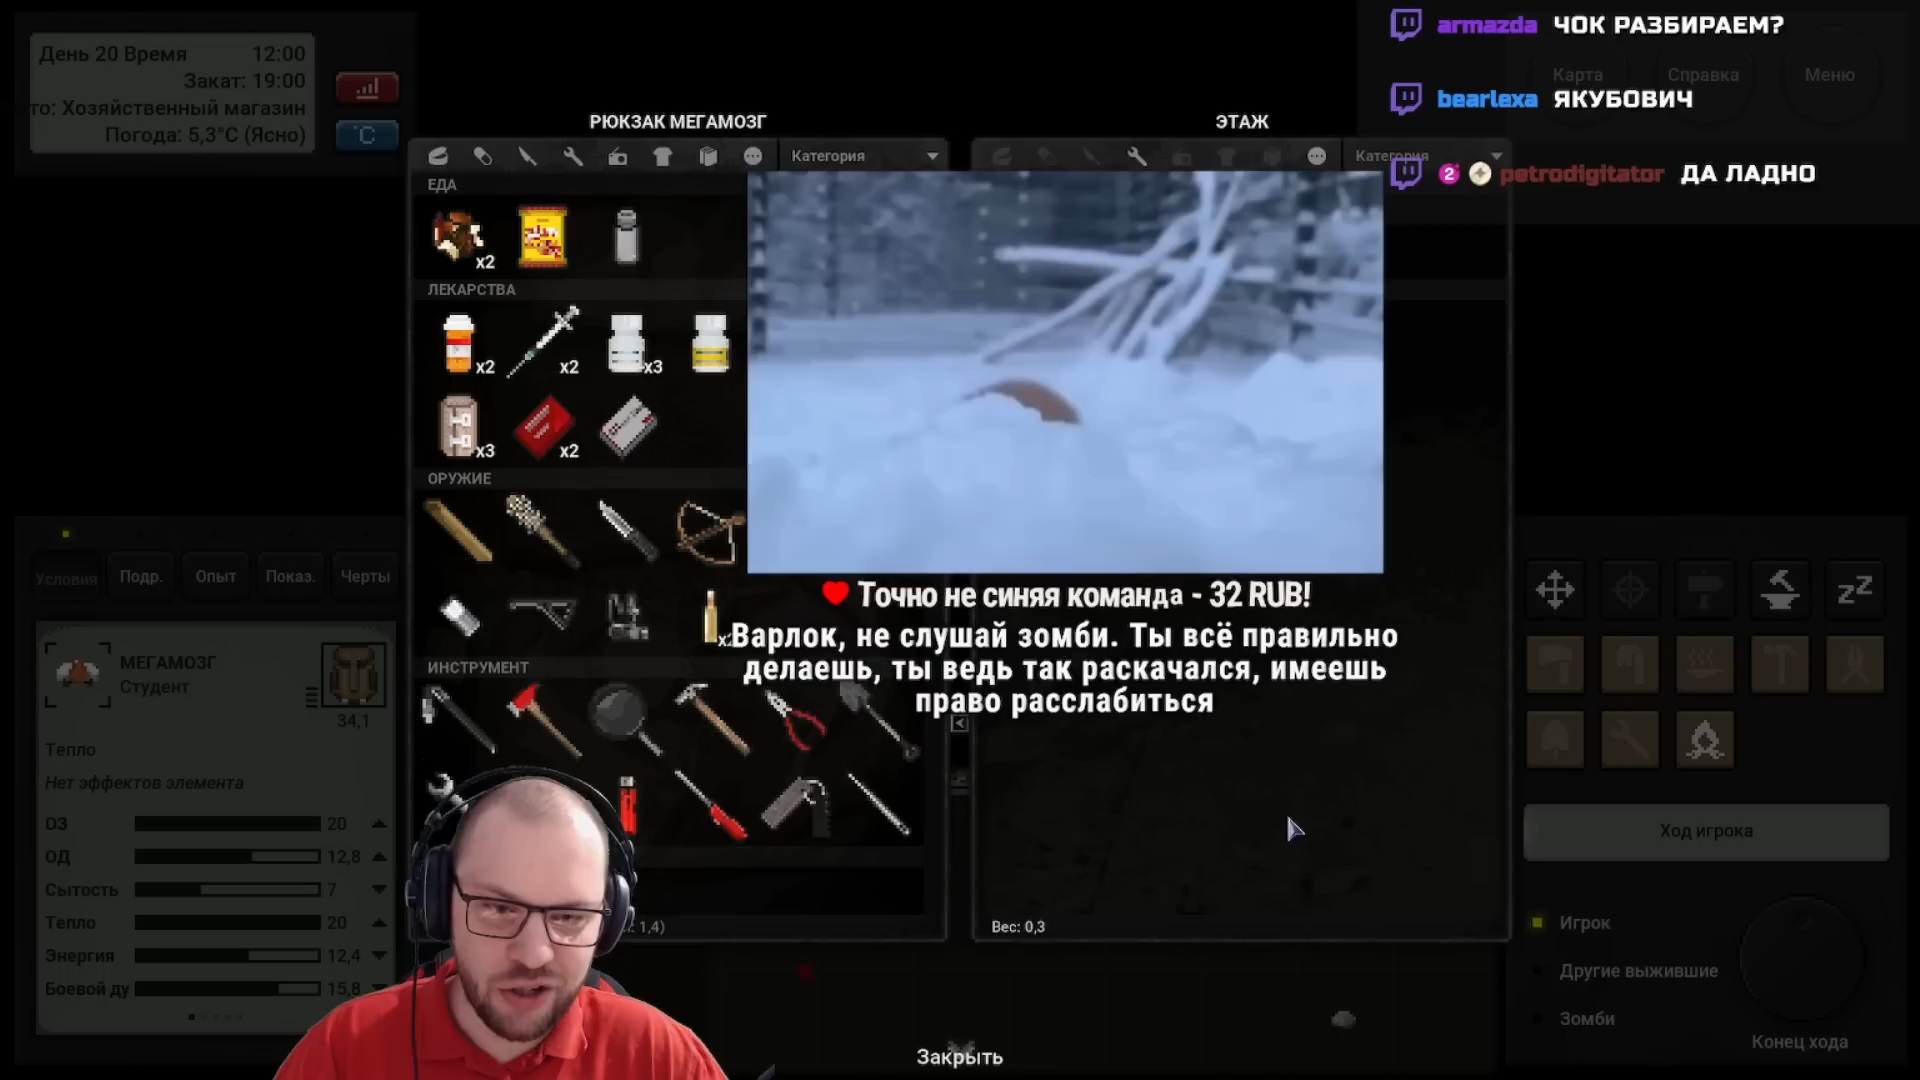 День 20 Время 12:00
Закат: 19:00
то: Хозяйственный магазин
Погода: 5,3°C (Ясно)
°C
armazda ЧОК РАЗБИРАЕМ?
Карта Справка Меню
bearlexa ЯКУБОВИЧ
2 petrodigitator ДА ЛАДНО
РЮКЗАК МЕГАМОЗГ
ЭТАЖ
Категория
Категория
ЕДА
x2
ЛЕКАРСТВА
x2 x2 x3
x3 x2
ОРУЖИЕ
ИНСТРУМЕНТ
Точно не синяя команда - 32 RUB!
Варлок, не слушай зомби. Ты всё правильно
делаешь, ты ведь так раскачался, имеешь
право расслабиться
Условия Подр. Опыт Показ. Черты
МЕГАМОЗГ
Студент
34,1
Тепло
Нет эффектов элемента
ОЗ 20
ОД 12,8
Сытость 7
Тепло 20
Энергия 12,4
Боевой ду 15,8
1,4)
Вес: 0,3
Закрыть
zZZ
Ход игрока
Игрок
Другие выжившие
Зомби
Конец хода